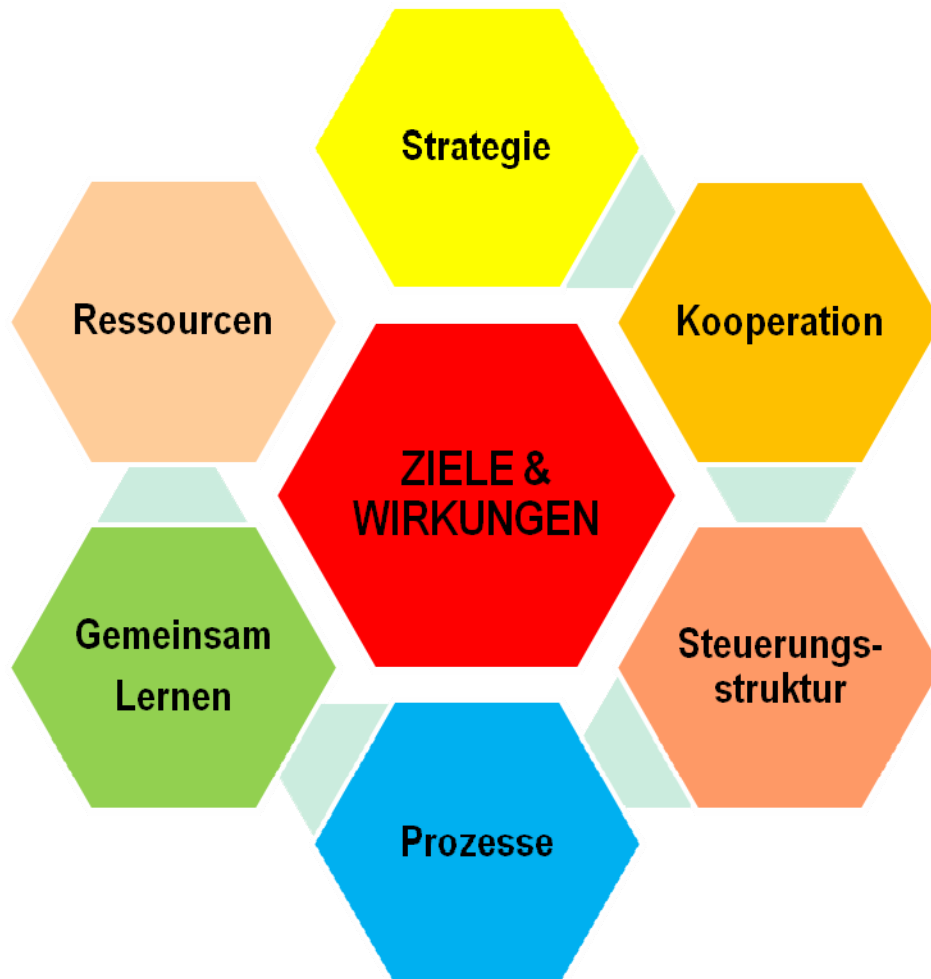 Strategie
Ressourcen
Kooperation
ZIELE &
WIRKUNGEN
Gemeinsam
Lernen
Steuerungs-
struktur
Prozesse